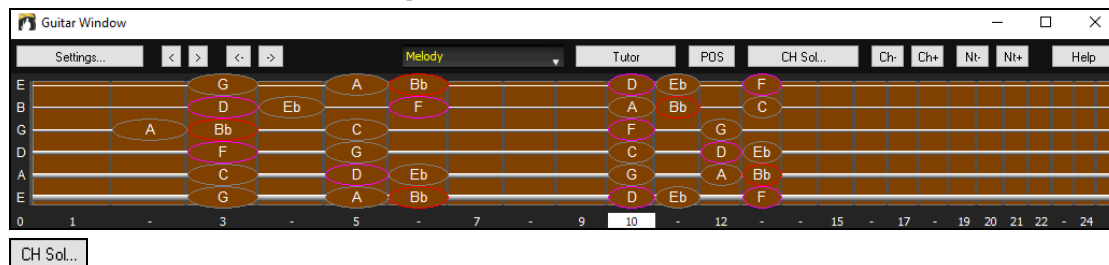 Guitar Window
Settings... < > <- -> Melody Tutor POS CH Sol... Ch- Ch+ Nt- Nt+ Help
E G A Bb D Eb F
B D Eb F A Bb C
G A Bb C F G
D F G C D Eb
A C D Eb G A Bb
E G A Bb D Eb F
0 1 - 3 - 5 - 7 - 9 10 - 12 - - 15 - 17 - 19 20 21 22 - 24
CH Sol...